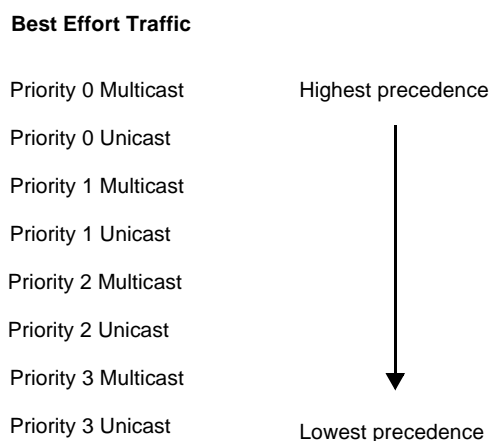 Best Effort Traffic
Priority 0 Multicast Highest precedence
Priority 0 Unicast
Priority 1 Multicast
Priority 1 Unicast
Priority 2 Multicast
Priority 2 Unicast
Priority 3 Multicast
Priority 3 Unicast Lowest precedence